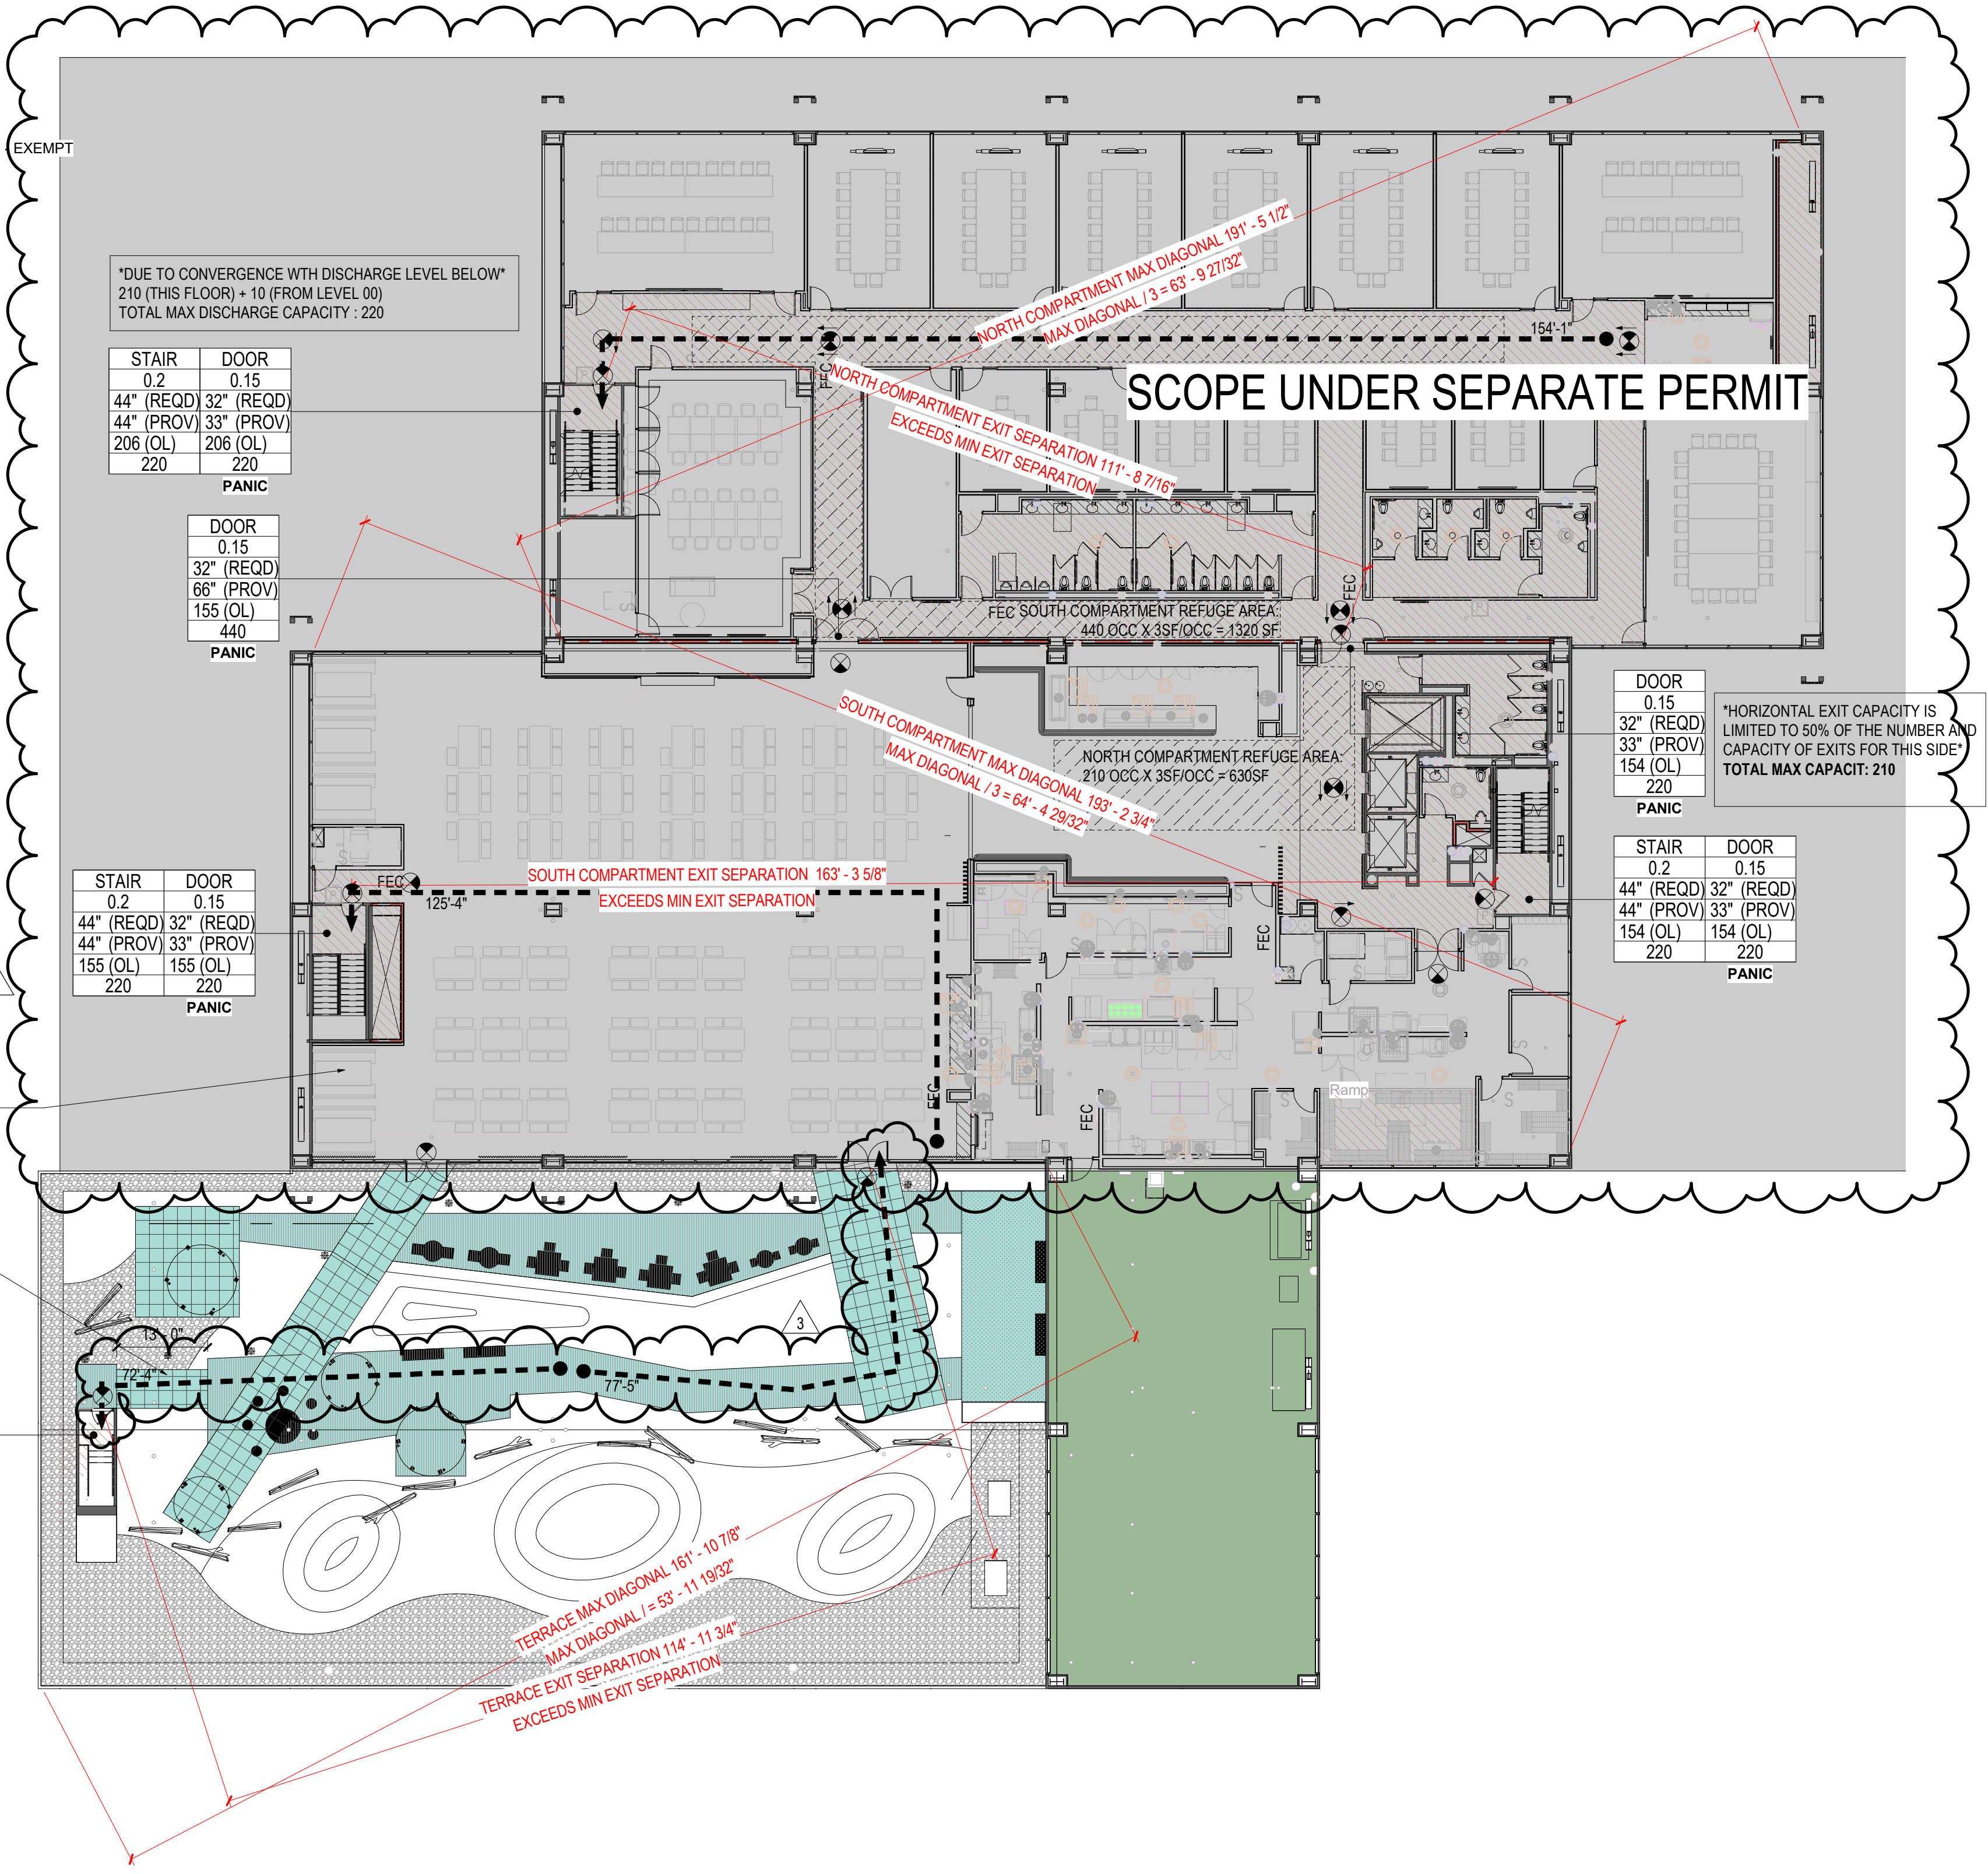 EXEMPT
*DUE TO CONVERGENCE WTH DISCHARGE LEVEL BELOW*
210 (THIS FLOOR) + 10 (FROM LEVEL 00)
TOTAL MAX DISCHARGE CAPACITY : 220
STAIR DOOR
0.2 0.15
44" (REQD) 32" (REQD)
44" (PROV) 33" (PROV)
206 (OL) 206 (OL)
220 220
PANIC
DOOR
0.15
32" (REQD)
66" (PROV)
155 (OL)
440
PANIC
NORTH COMPARTMENT MAX DIAGONAL 191' - 5 1/2"
MAX DIAGONAL / 3 = 63' - 9 27/32"
154'-1"
SCOPE UNDER SEPARATE PERMIT
FEC
NORTH COMPARTMENT EXIT SEPARATION 111' - 8 7/16"
EXCEEDS MIN EXIT SEPARATION
FEC
FEC
SOUTH COMPARTMENT REFUGE AREA:
440 OCC X 3SF/OCC = 1320 SF
S
SOUTH COMPARTMENT MAX DIAGONAL 193' - 2 3/4"
MAX DIAGONAL / 3 = 64' - 4 29/32"
NORTH COMPARTMENT REFUGE AREA:
210 OCC X 3SF/OCC = 630SF
DOOR
0.15
32" (REQD)
33" (PROV)
154 (OL)
220
PANIC
*HORIZONTAL EXIT CAPACITY IS
LIMITED TO 50% OF THE NUMBER AND
CAPACITY OF EXITS FOR THIS SIDE*
TOTAL MAX CAPACIT: 210
STAIR DOOR
0.2 0.15
44" (REQD) 32" (REQD)
44" (PROV) 33" (PROV)
154 (OL) 154 (OL)
220 220
PANIC
STAIR DOOR
0.2 0.15
44" (REQD) 32" (REQD)
44" (PROV) 33" (PROV)
155 (OL) 155 (OL)
220 220
PANIC
S
FEC
125'-4"
SOUTH COMPARTMENT EXIT SEPARATION 163' - 3 5/8"
EXCEEDS MIN EXIT SEPARATION
S
S
FEC
S
S
S
FEC
FEC
S
Ramp
S
3
13'-0"
72'-4"
77'-5"
TERRACE MAX DIAGONAL 161' - 10 7/8"
MAX DIAGONAL / = 53' - 11 19/32"
TERRACE EXIT SEPARATION 114' - 11 3/4"
EXCEEDS MIN EXIT SEPARATION